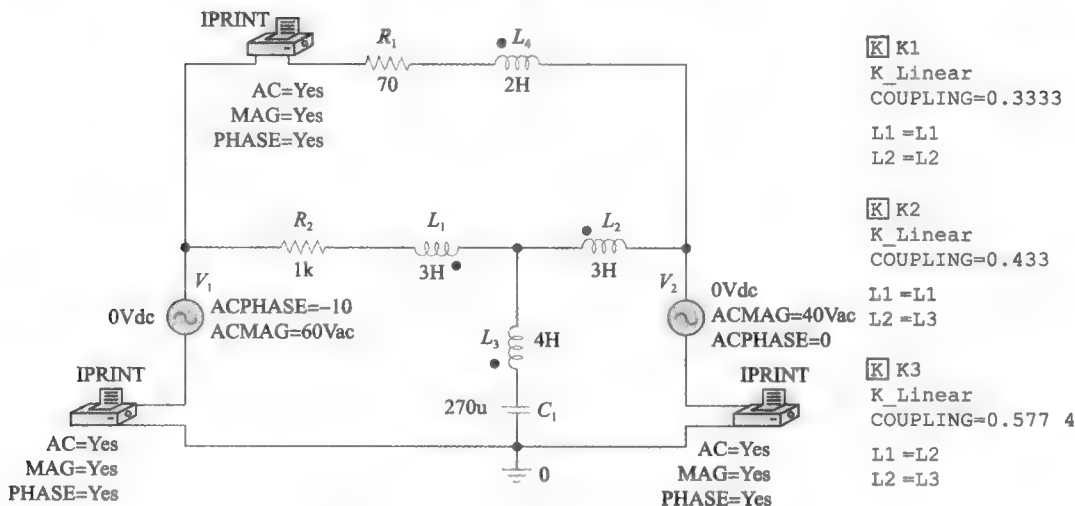 IPRINT
R1
L4
70
2H
AC=Yes
MAG=Yes
PHASE=Yes
R2
L1
L2
1k
3H
3H
V1
0Vdc
ACPHASE=−10
ACMAG=60Vac
L3
4H
V2
0Vdc
ACMAG=40Vac
ACPHASE=0
IPRINT
AC=Yes
MAG=Yes
PHASE=Yes
270u
C1
0
IPRINT
AC=Yes
MAG=Yes
PHASE=Yes
K K1
K_Linear
COUPLING=0.3333
L1 =L1
L2 =L2
K K2
K_Linear
COUPLING=0.433
L1 =L1
L2 =L3
K K3
K_Linear
COUPLING=0.577 4
L1 =L2
L2 =L3